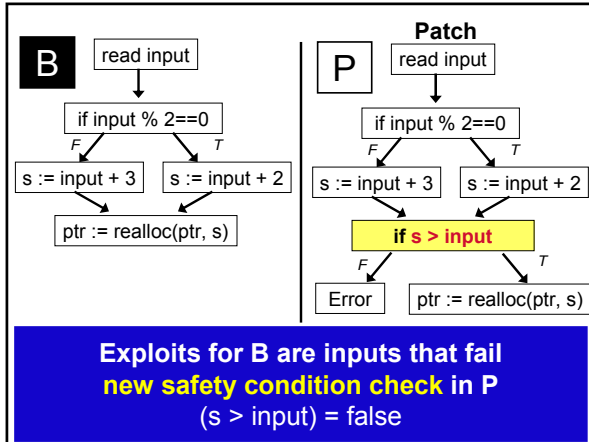 B
read input
if input % 2==0
F
T
s := input + 3
s := input + 2
ptr := realloc(ptr, s)
Patch
P
read input
if input % 2==0
F
T
s := input + 3
s := input + 2
if s > input
F
T
Error
ptr := realloc(ptr, s)
Exploits for B are inputs that fail
new safety condition check in P
(s > input) = false